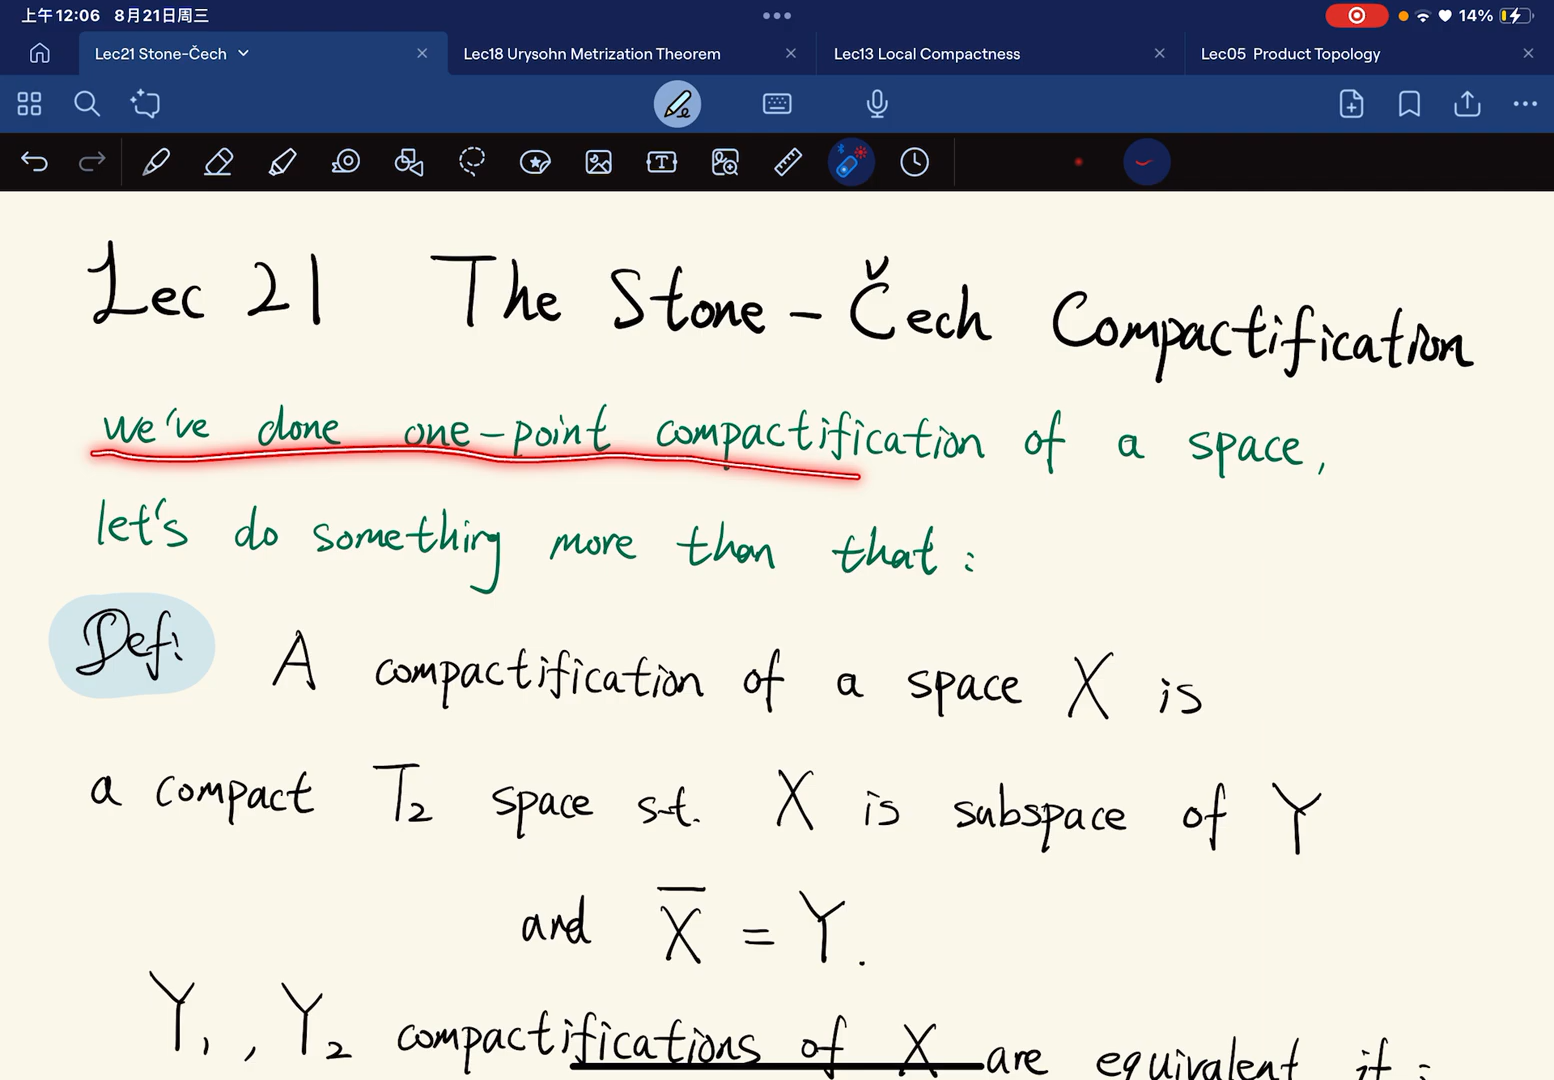 上午12:06 8月21日周三 14%
Lec21 Stone-Čech Lec18 Urysohn Metrization Theorem Lec13 Local Compactness Lec05 Product Topology
Lec 21 The Stone-Čech Compactification
we've done one-point compactification of a space,
let's do something more than that:
Def: A compactification of a space X is
a compact T₂ space s.t. X is subspace of Y
and X̅ = Y.
Y₁, Y₂ compactifications of X are equivalent if: